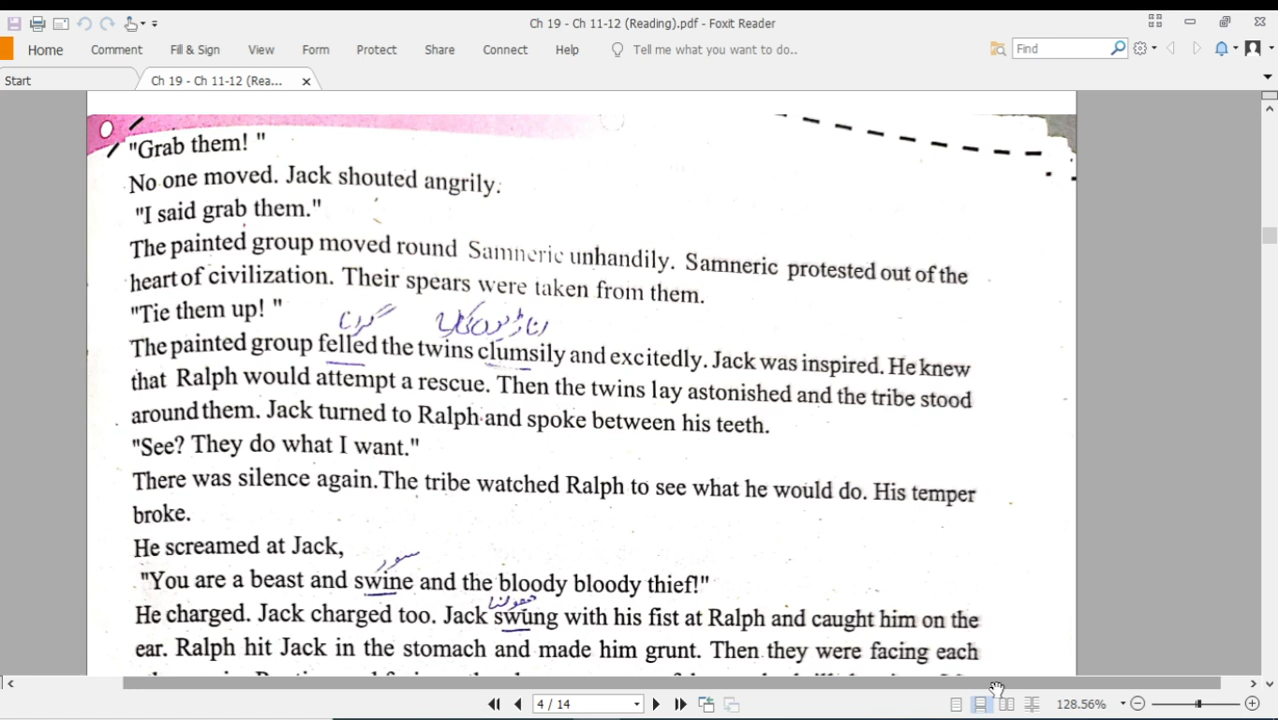 Ch 19 - Ch 11-12 (Reading).pdf - Foxit Reader
Home Comment Fill & Sign View Form Protect Share Connect Help Tell me what you want to do.. Find
Start Ch 19 - Ch 11-12 (Rea...
"Grab them! "
No one moved. Jack shouted angrily.
"I said grab them."
The painted group moved round Samneric unhandily. Samneric protested out of the
heart of civilization. Their spears were taken from them.
"Tie them up! "
گرنا
The painted group felled the twins clumsily and excitedly. Jack was inspired. He knew
that Ralph would attempt a rescue. Then the twins lay astonished and the tribe stood
around them. Jack turned to Ralph and spoke between his teeth.
"See? They do what I want."
There was silence again.The tribe watched Ralph to see what he would do. His temper
broke.
He screamed at Jack,
سور
"You are a beast and swine and the bloody bloody thief!"
جھولنا
He charged. Jack charged too. Jack swung with his fist at Ralph and caught him on the
ear. Ralph hit Jack in the stomach and made him grunt. Then they were facing each
4 / 14 128.56%